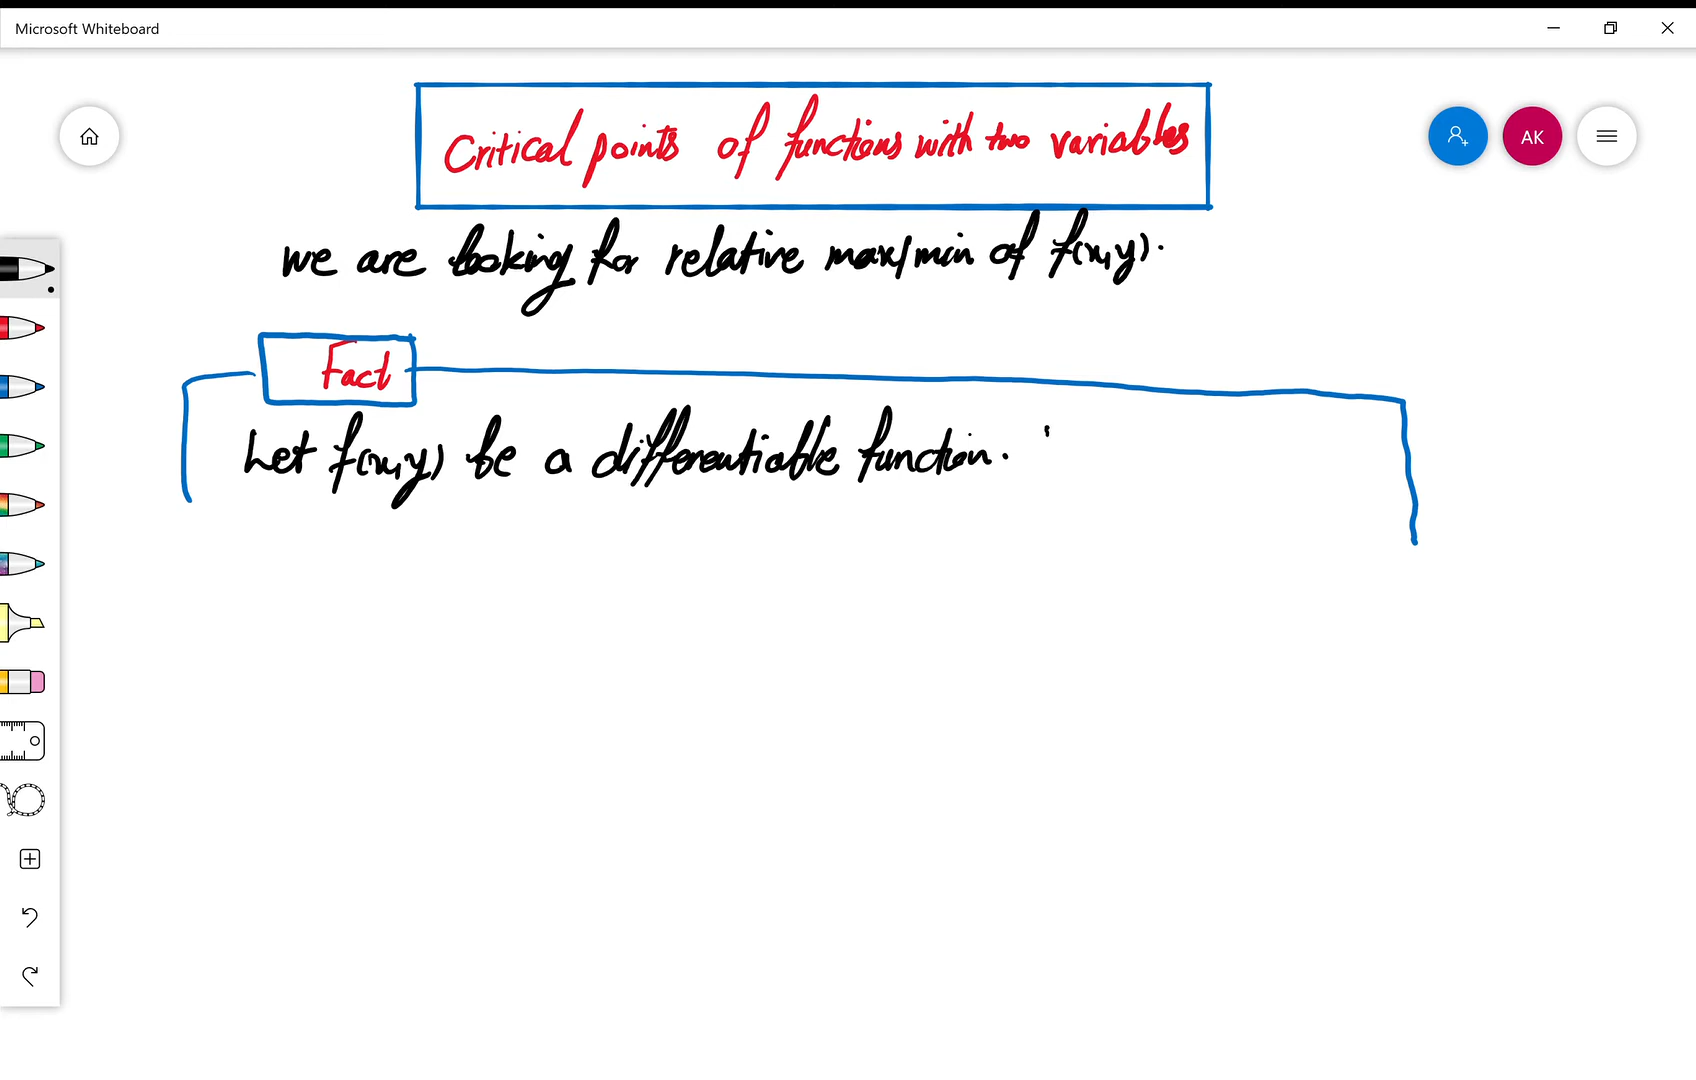 Microsoft Whiteboard
Critical points of functions with two variables
AK
we are looking for relative max/min of f(x,y).
Fact
Let f(x,y) be a differentiable function.